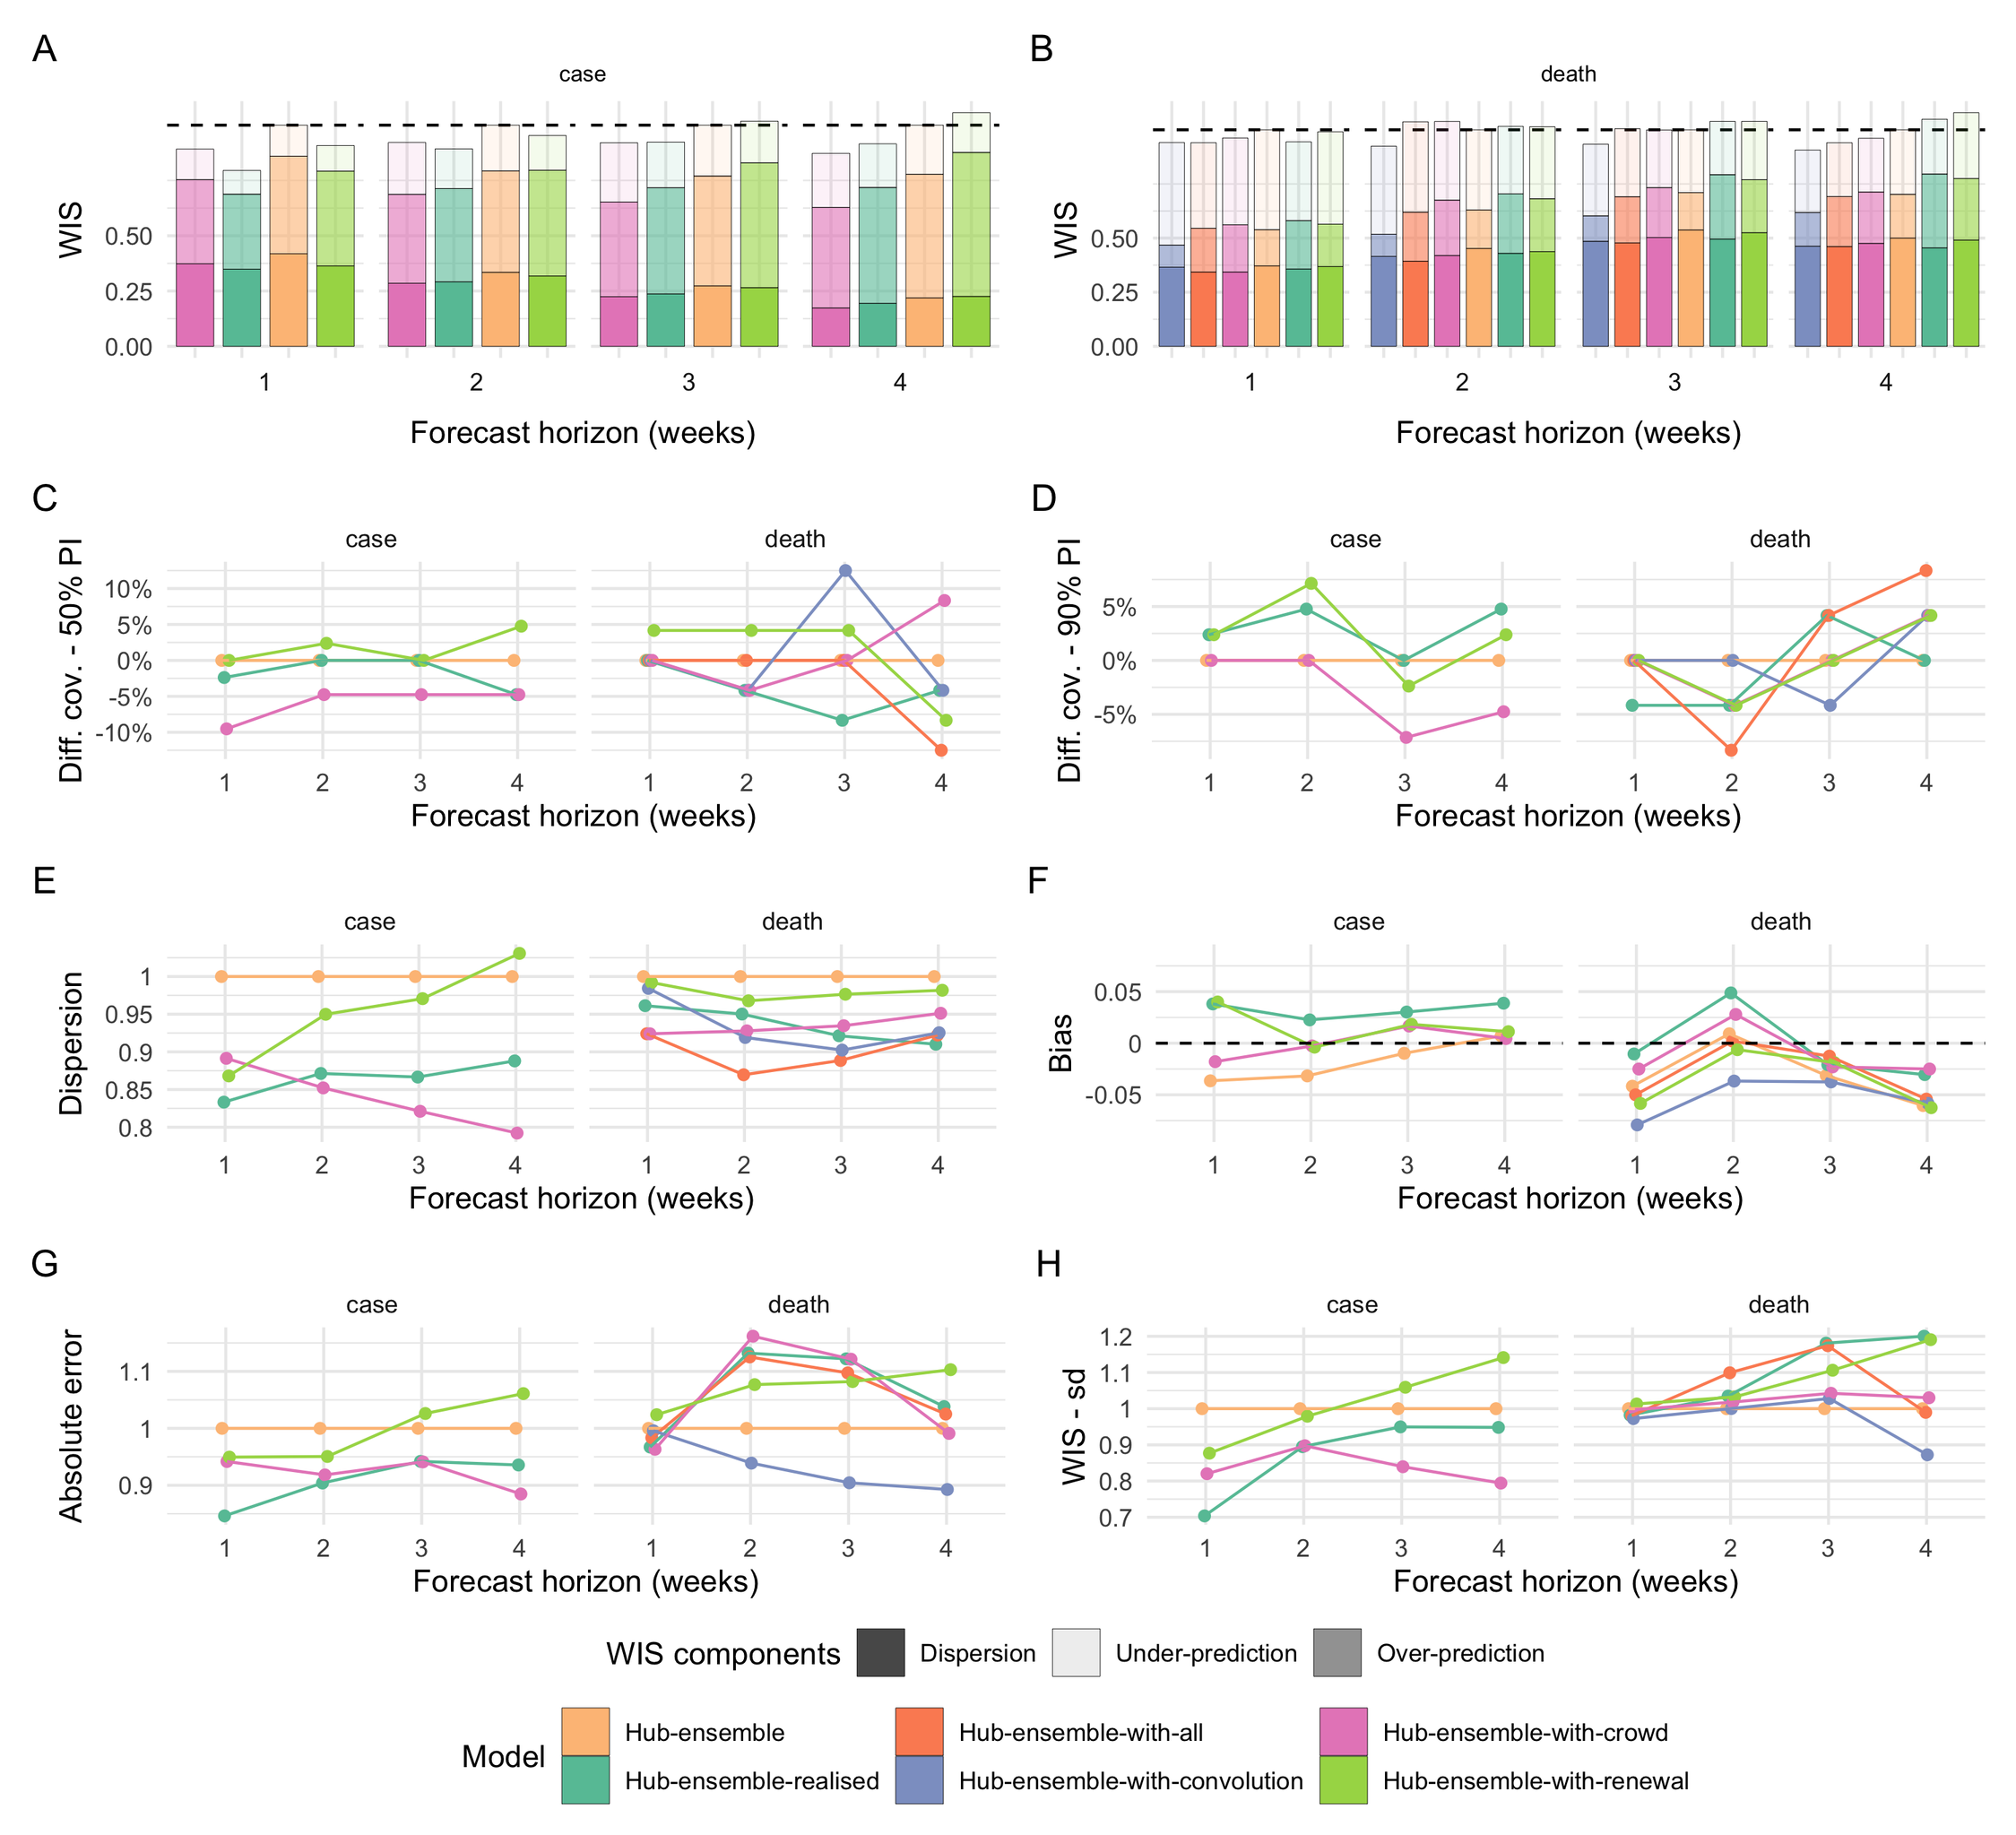 A
case
WIS
0.50
0.25
0.00
1 2 3 4
Forecast horizon (weeks)
B
death
WIS
0.50
0.25
0.00
1 2 3 4
Forecast horizon (weeks)
C
case death
Diff. cov. - 50% PI
10%
5%
0%
-5%
-10%
1 2 3 4 1 2 3 4
Forecast horizon (weeks)
D
case death
Diff. cov. - 90% PI
5%
0%
-5%
1 2 3 4 1 2 3 4
Forecast horizon (weeks)
E
case death
Dispersion
1
0.95
0.9
0.85
0.8
1 2 3 4 1 2 3 4
Forecast horizon (weeks)
F
case death
Bias
0.05
0
-0.05
1 2 3 4 1 2 3 4
Forecast horizon (weeks)
G
case death
Absolute error
1.1
1
0.9
1 2 3 4 1 2 3 4
Forecast horizon (weeks)
H
case death
WIS - sd
1.2
1.1
1
0.9
0.8
0.7
1 2 3 4 1 2 3 4
Forecast horizon (weeks)
WIS components Dispersion Under-prediction Over-prediction
Model
Hub-ensemble Hub-ensemble-with-all Hub-ensemble-with-crowd
Hub-ensemble-realised Hub-ensemble-with-convolution Hub-ensemble-with-renewal